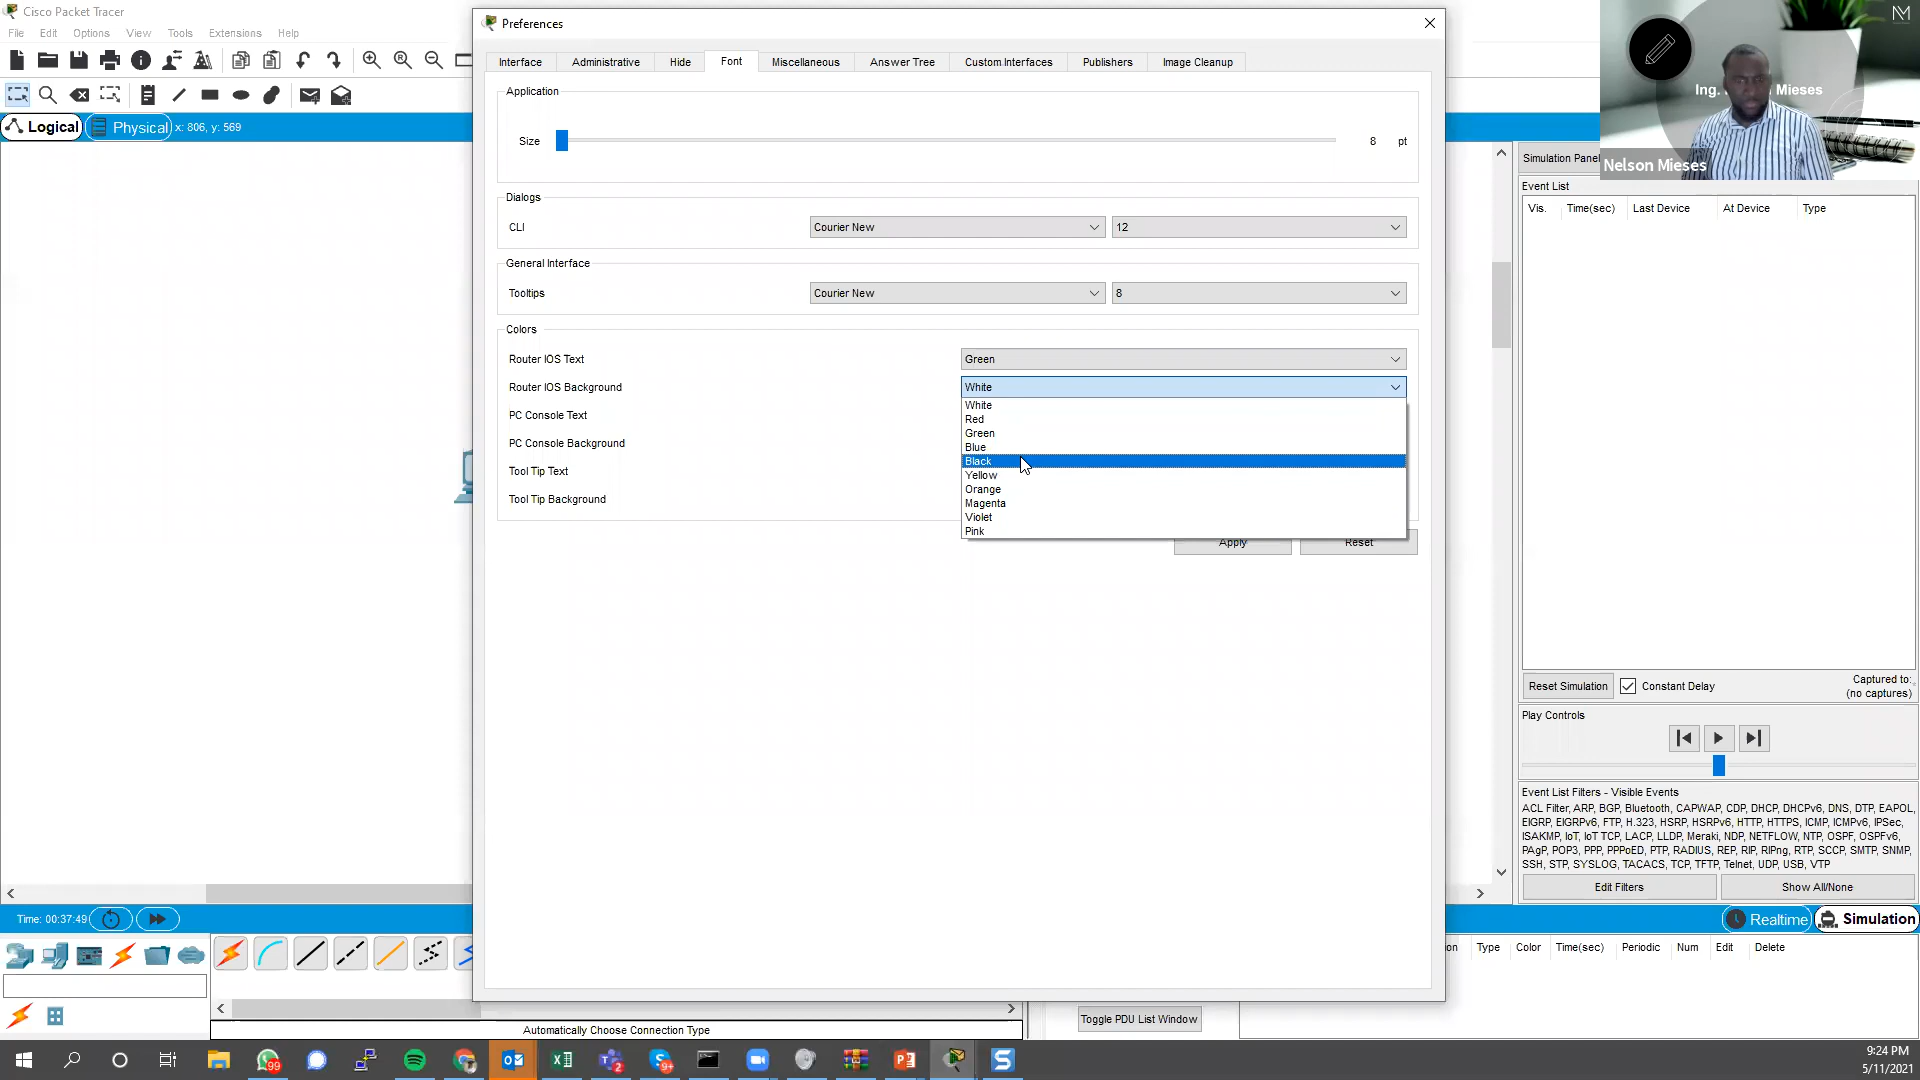 Cisco Packet Tracer
File Edit Options View Tools Extensions Help
Logical Physical x: 806, y: 569
Preferences
Interface Administrative Hide Font Miscellaneous Answer Tree Custom Interfaces Publishers Image Cleanup
Application
Size 8 pt
Dialogs
CLI Courier New 12
General Interface
Tooltips Courier New 8
Colors
Router IOS Text Green
Router IOS Background White
PC Console Text
PC Console Background
Tool Tip Text
Tool Tip Background
White
Red
Green
Blue
Black
Yellow
Orange
Magenta
Violet
Pink
Apply Reset
Ing. Mieses
Nelson Mieses
Simulation Panel
Event List
Vis. Time(sec) Last Device At Device Type
Reset Simulation Constant Delay
Captured to:
(no captures)
Play Controls
Event List Filters - Visible Events
ACL Filter, ARP, BGP, Bluetooth, CAPWAP, CDP, DHCP, DHCPv6, DNS, DTP, EAPOL,
EIGRP, EIGRPv6, FTP, H.323, HSRP, HSRPv6, HTTP, HTTPS, ICMP, ICMPv6, IPSec,
ISAKMP, IoT, IoT TCP, LACP, LLDP, Meraki, NDP, NETFLOW, NTP, OSPF, OSPFv6,
PAgP, POP3, PPP, PPPoED, PTP, RADIUS, REP, RIP, RIPng, RTP, SCCP, SMTP, SNMP,
SSH, STP, SYSLOG, TACACS, TCP, TFTP, Telnet, UDP, USB, VTP
Edit Filters Show All/None
Time: 00:37:49
Realtime Simulation
on Type Color Time(sec) Periodic Num Edit Delete
Toggle PDU List Window
Automatically Choose Connection Type
9:24 PM
5/11/2021